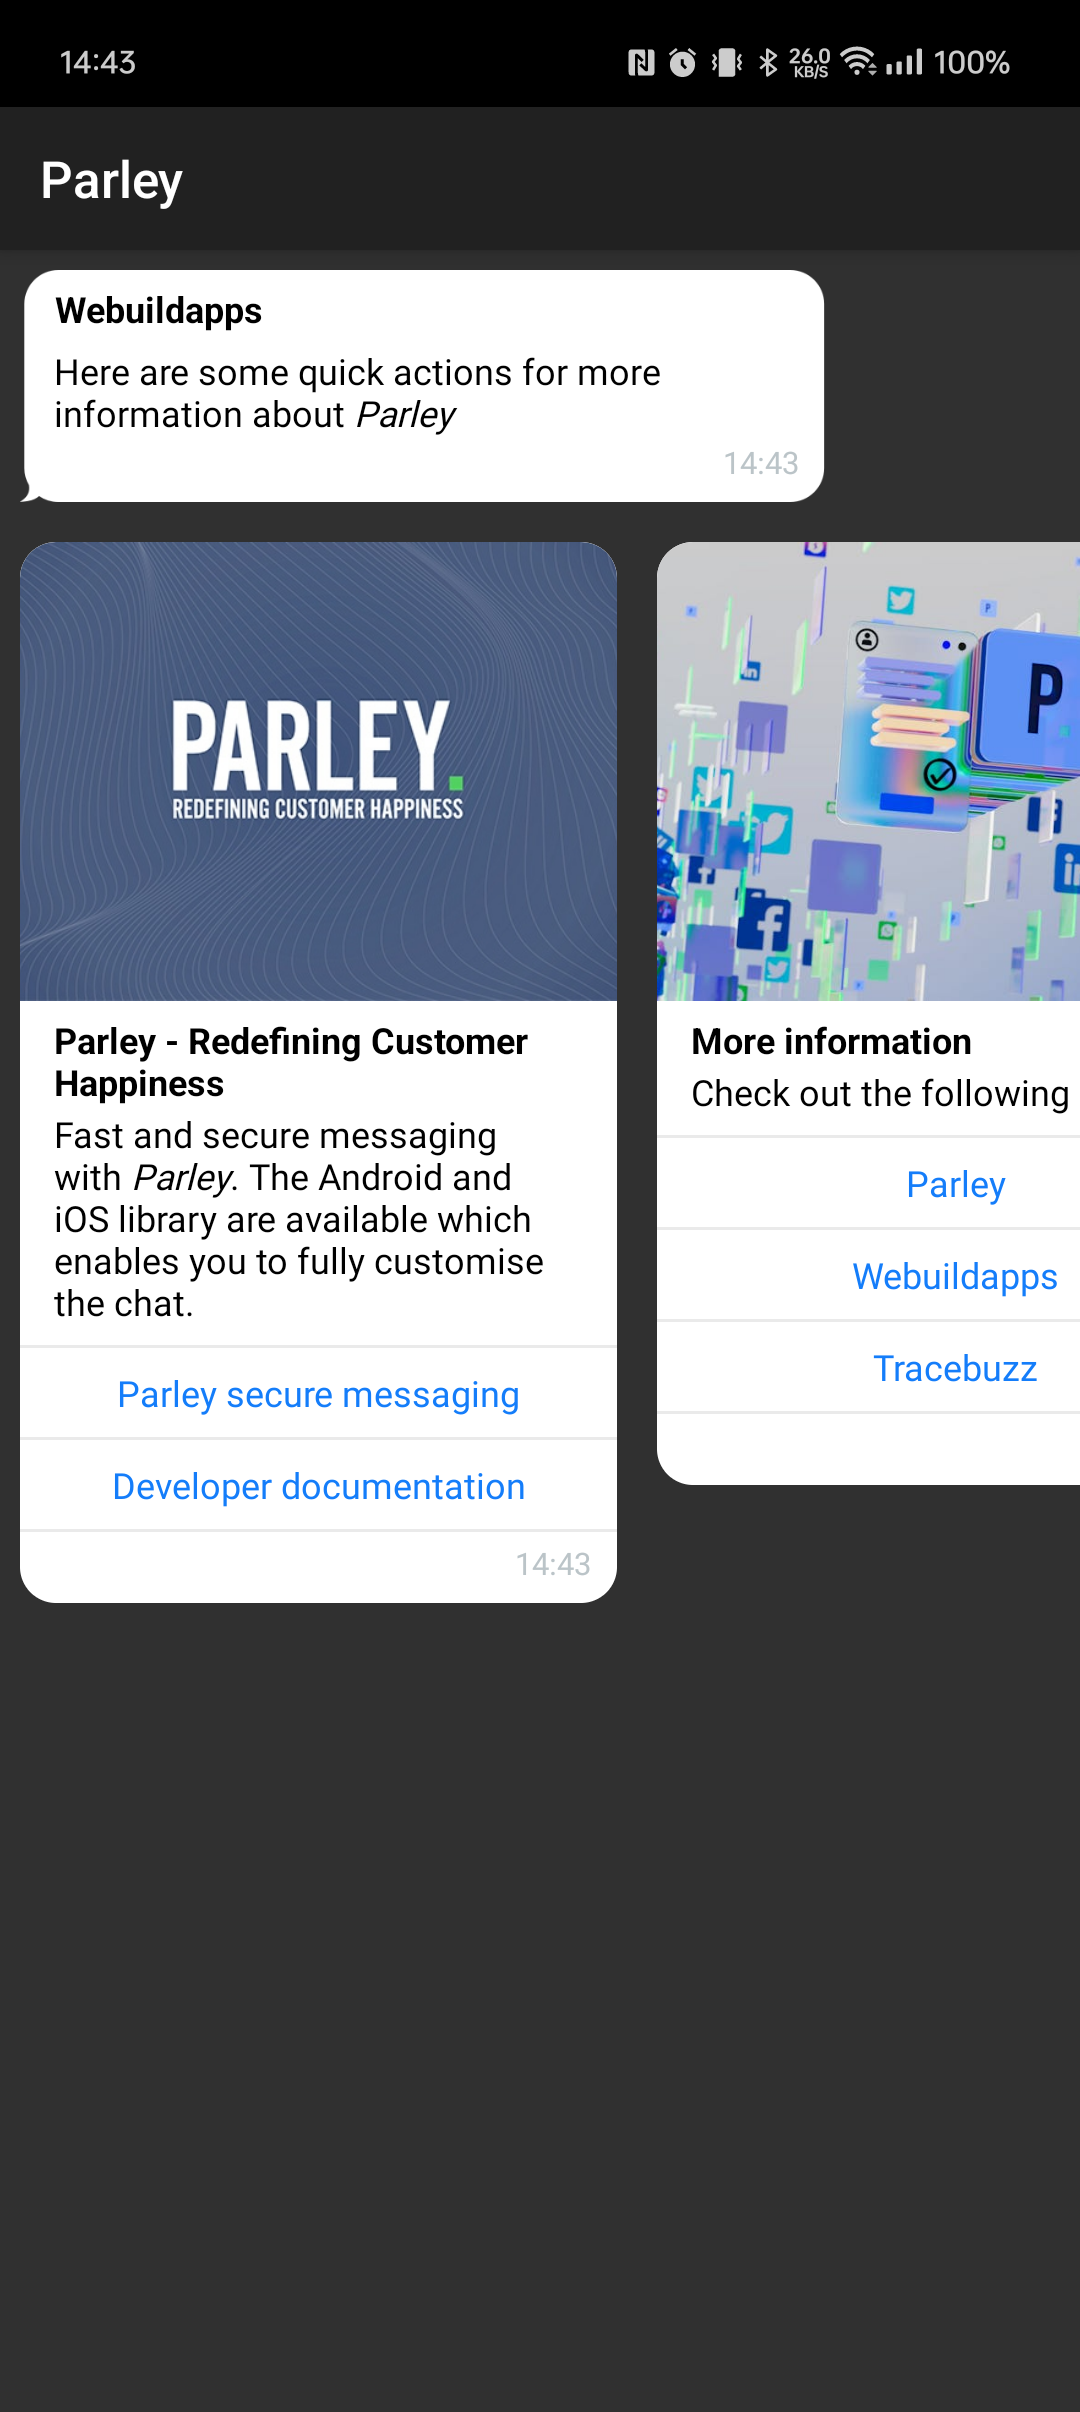 14:43
26.0
KB/S
100%
Parley
Webuildapps
Here are some quick actions for more
information about Parley
14:43
PARLEY.
REDEFINING CUSTOMER HAPPINESS
Parley - Redefining Customer
Happiness
Fast and secure messaging
with Parley. The Android and
iOS library are available which
enables you to fully customise
the chat.
Parley secure messaging
Developer documentation
14:43
P
P
More information
Check out the following
Parley
Webuildapps
Tracebuzz